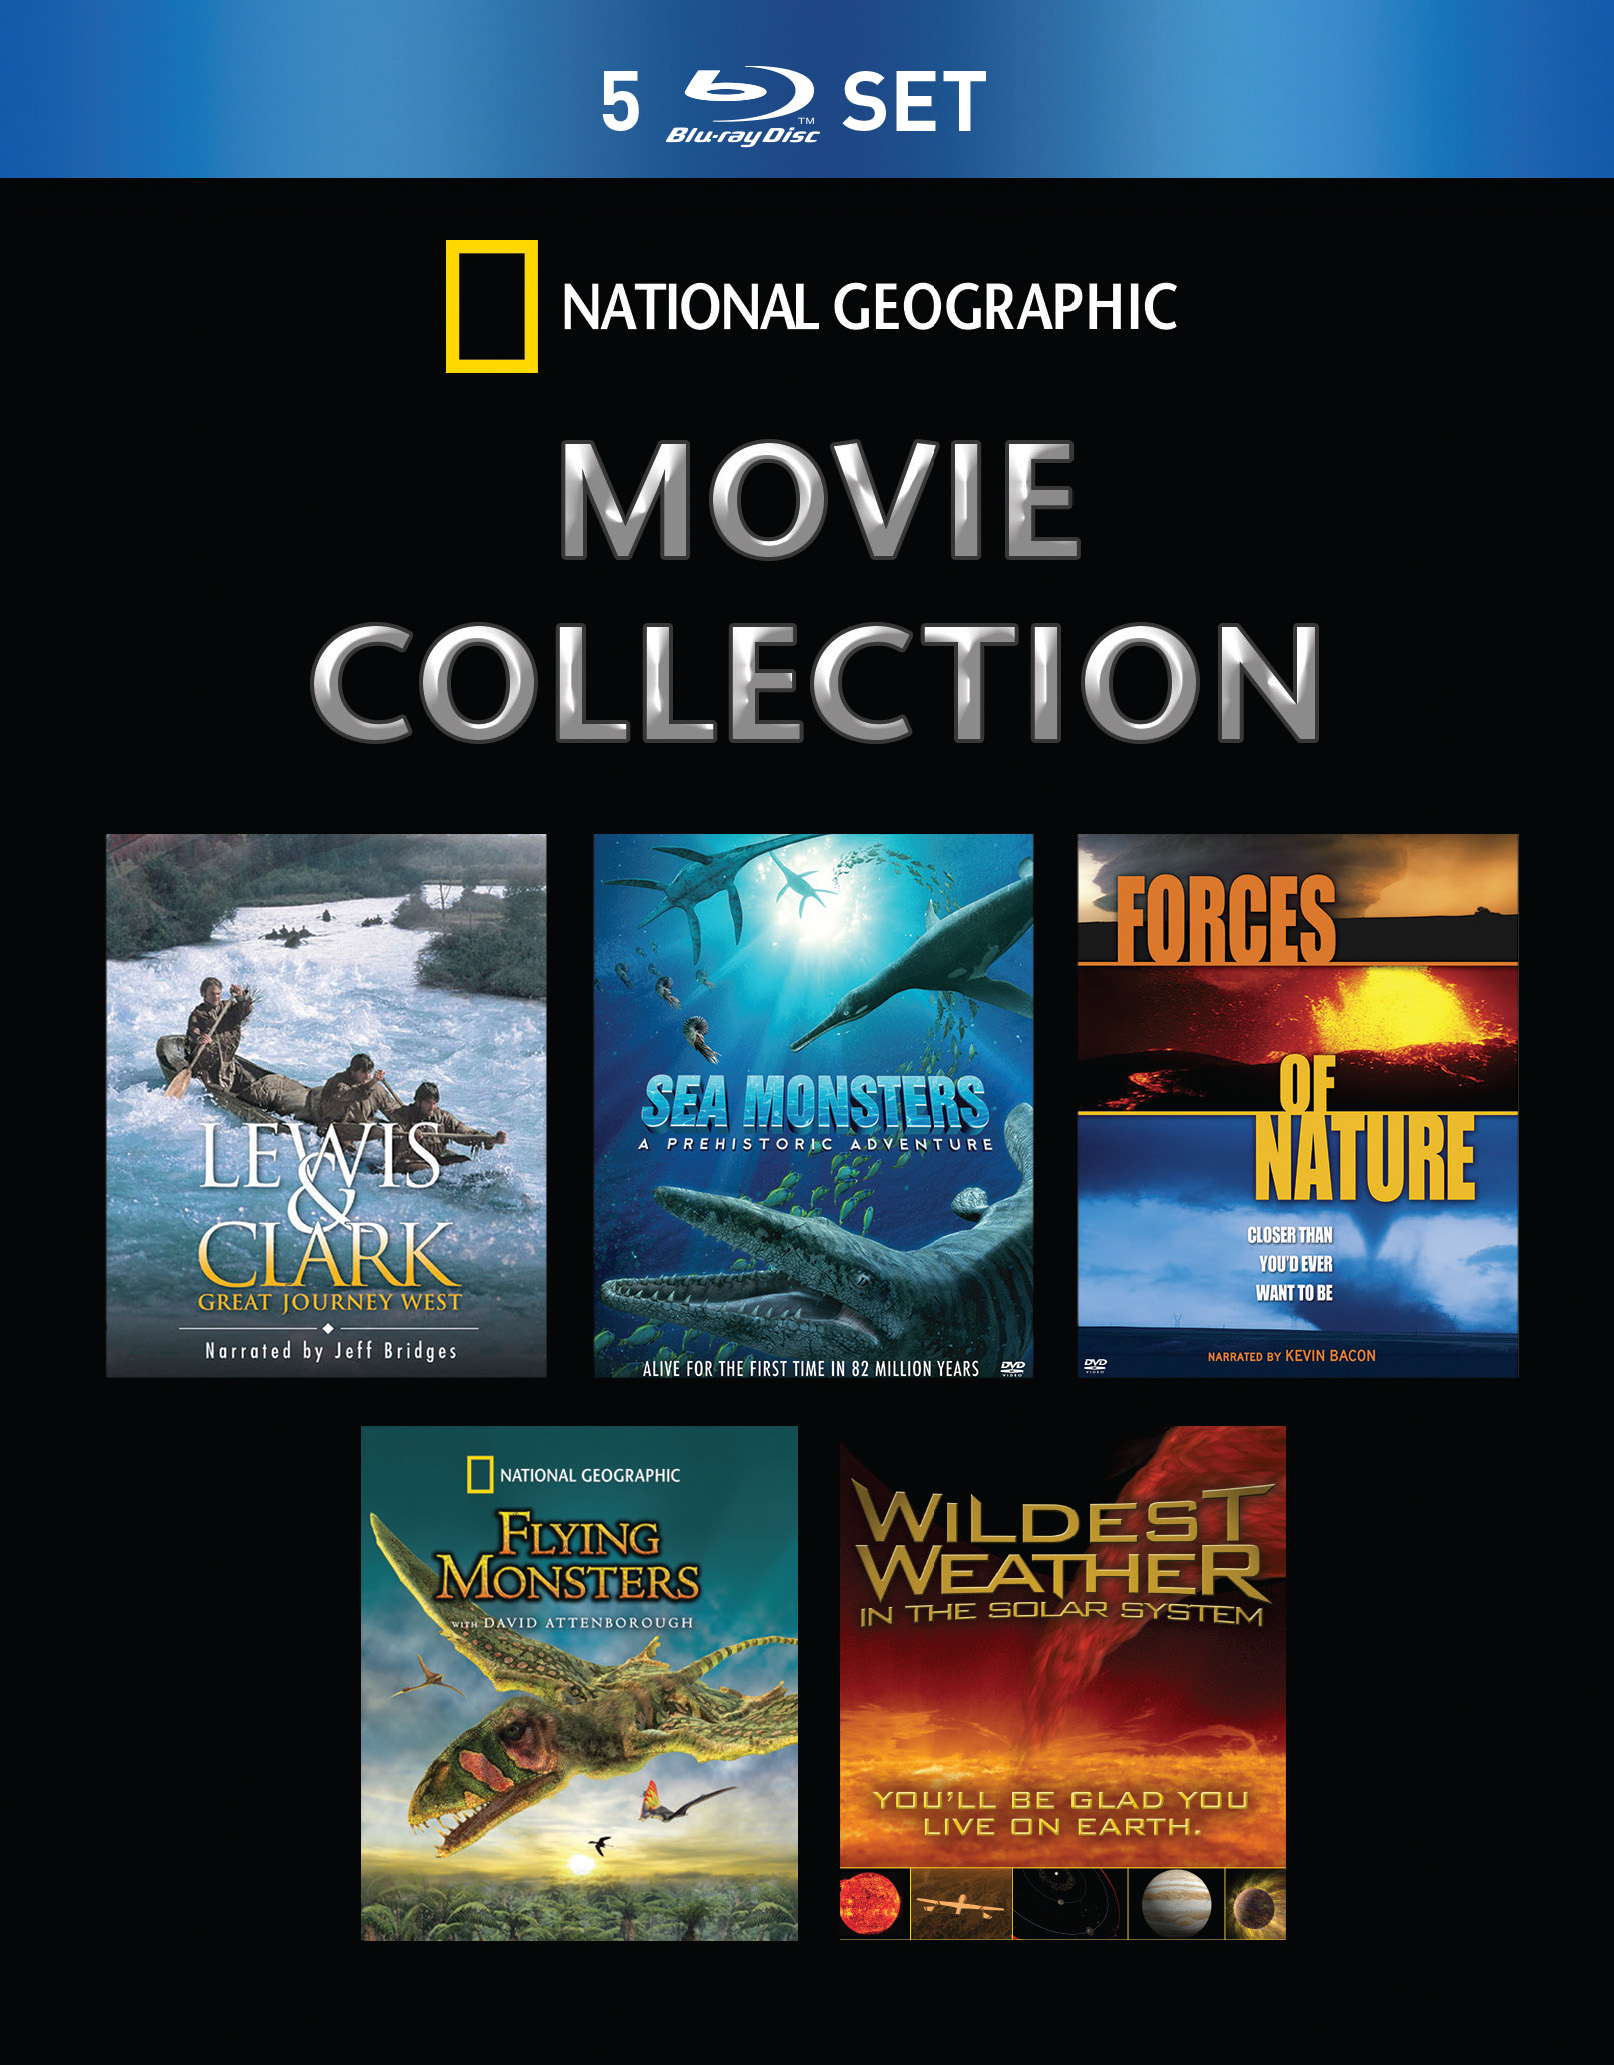 5 Blu-ray Disc™ SET
NATIONAL GEOGRAPHIC
MOVIE
COLLECTION
LEWIS
&
CLARK
GREAT JOURNEY WEST
Narrated by Jeff Bridges
SEA MONSTERS
A PREHISTORIC ADVENTURE
ALIVE FOR THE FIRST TIME IN 82 MILLION YEARS
DVD
VIDEO
FORCES
OF
NATURE
CLOSER THAN
YOU'D EVER
WANT TO BE
NARRATED BY KEVIN BACON
DVD
VIDEO
NATIONAL GEOGRAPHIC
FLYING
MONSTERS
WITH DAVID ATTENBOROUGH
WILDEST
WEATHER
IN THE SOLAR SYSTEM
YOU'LL BE GLAD YOU
LIVE ON EARTH.